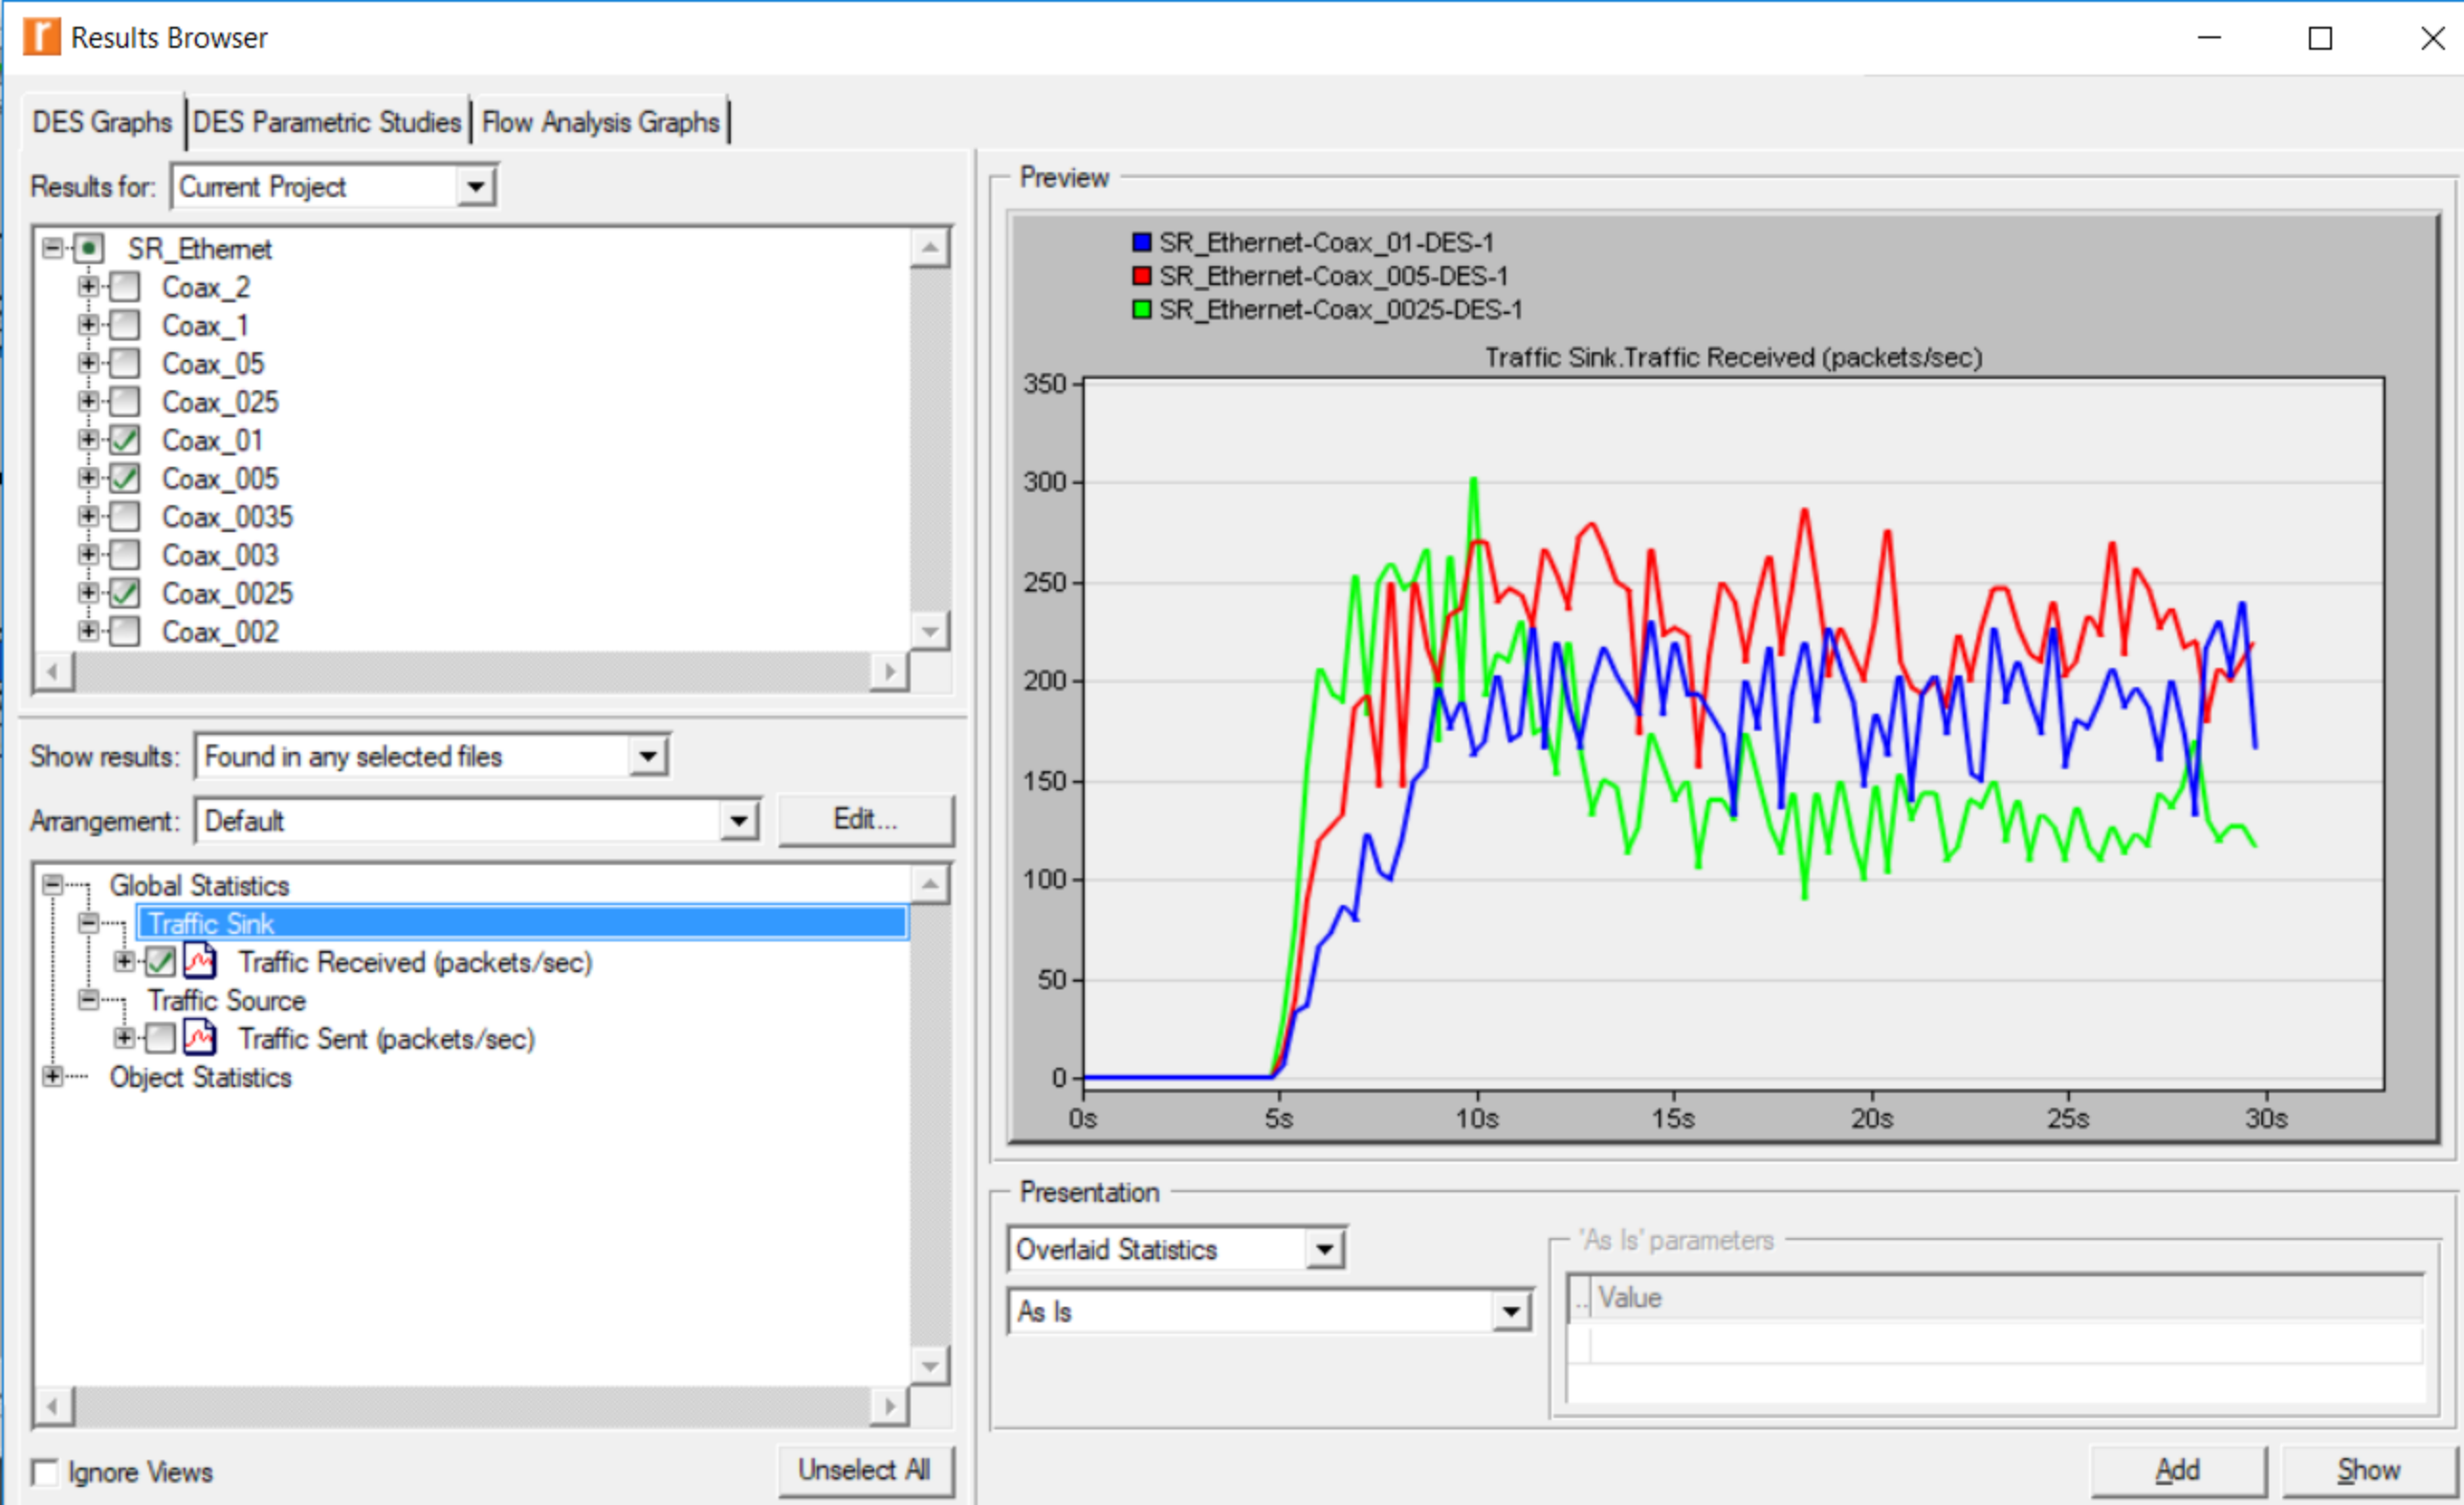 Results Browser
DES Graphs
DES Parametric Studies
Flow Analysis Graphs
Results for:
Current Project
SR_Ethernet
Coax_2
Coax_1
Coax_05
Coax_025
Coax_01
Coax_005
Coax_0035
Coax_003
Coax_0025
Coax_002
Show results:
Found in any selected files
Arrangement:
Default
Edit...
Global Statistics
Traffic Sink
Traffic Received (packets/sec)
Traffic Source
Traffic Sent (packets/sec)
Object Statistics
Ignore Views
Unselect All
Preview
SR_Ethernet-Coax_01-DES-1
SR_Ethernet-Coax_005-DES-1
SR_Ethernet-Coax_0025-DES-1
Traffic Sink.Traffic Received (packets/sec)
350
300
250
200
150
100
50
0
0s 5s 10s 15s 20s 25s 30s
Presentation
Overlaid Statistics
As Is
'As Is' parameters
.. Value
Add
Show